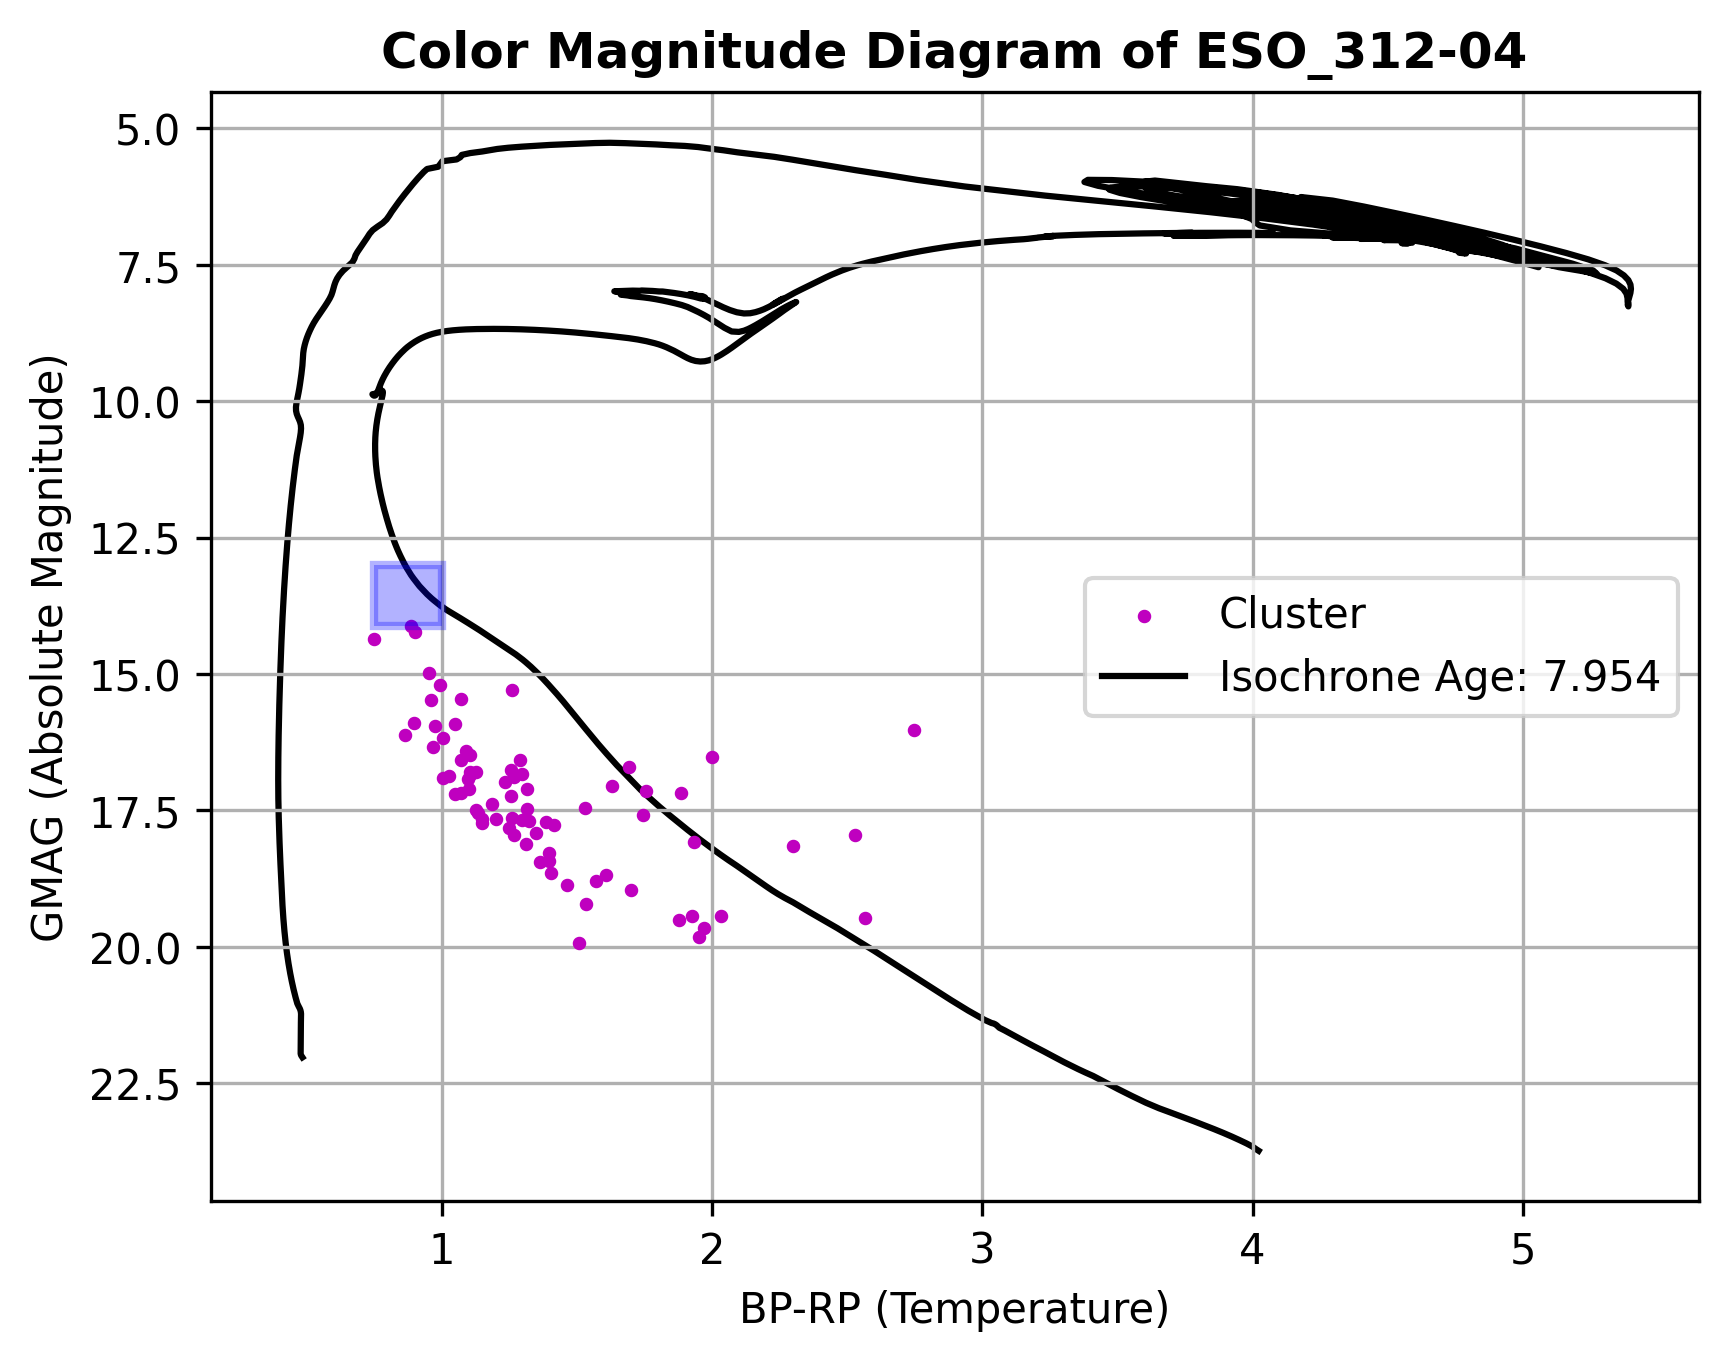 Color Magnitude Diagram of ESO_312-04
GMAG (Absolute Magnitude)
5.0
7.5
10.0
12.5
15.0
17.5
20.0
22.5
Cluster
Isochrone Age: 7.954
1 2 3 4 5
BP-RP (Temperature)